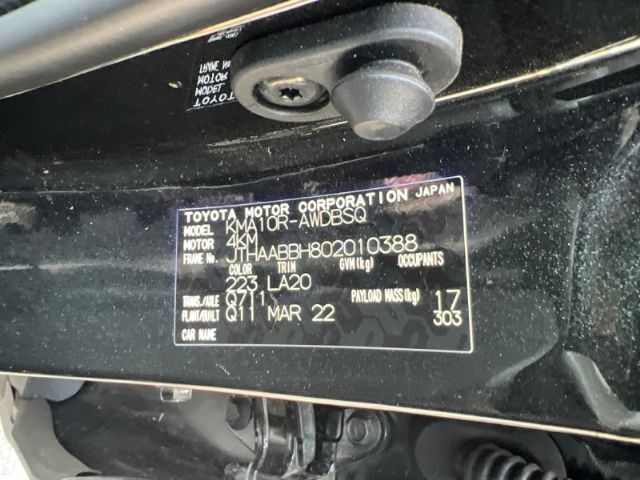 TOYOTA MOTOR CORPORATION JAPAN
MODEL KMA10R-AWDBSQ
MOTOR 4KM
FRAME No. JTHAABBH802010388
COLOR TRIM GVM(kg) OCCUPANTS
223 LA20
TRANS./AXLE Q711 PAYLOAD MASS(kg) 17
PLANT/BUILT Q11 MAR 22 303
CAR NAME